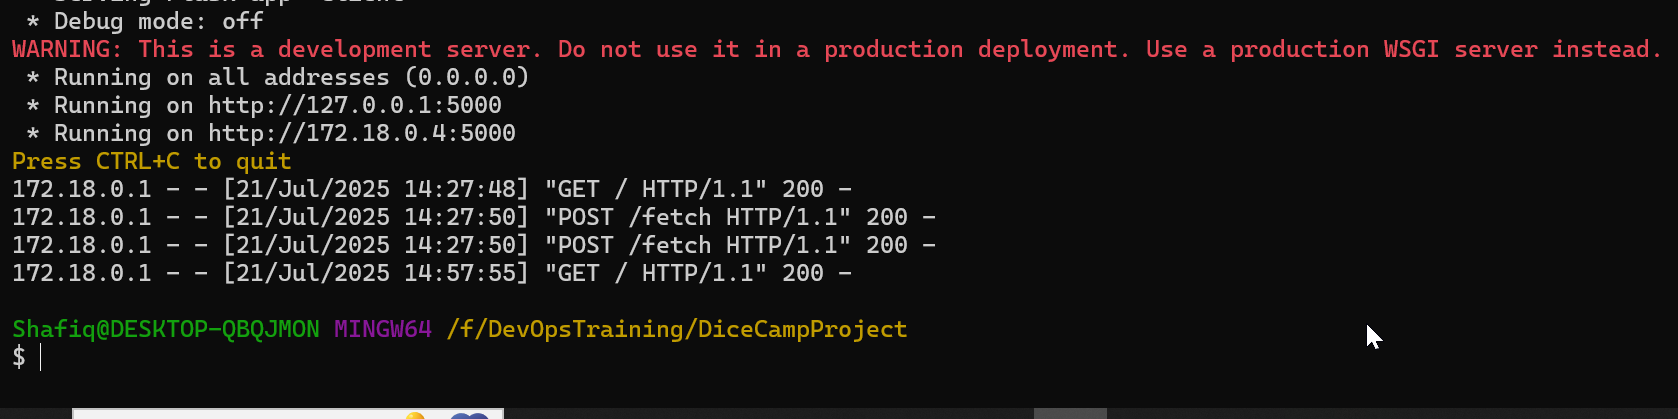 * Debug mode: off
WARNING: This is a development server. Do not use it in a production deployment. Use a production WSGI server instead.
* Running on all addresses (0.0.0.0)
* Running on http://127.0.0.1:5000
* Running on http://172.18.0.4:5000
Press CTRL+C to quit
172.18.0.1 - - [21/Jul/2025 14:27:48] "GET / HTTP/1.1" 200 -
172.18.0.1 - - [21/Jul/2025 14:27:50] "POST /fetch HTTP/1.1" 200 -
172.18.0.1 - - [21/Jul/2025 14:27:50] "POST /fetch HTTP/1.1" 200 -
172.18.0.1 - - [21/Jul/2025 14:57:55] "GET / HTTP/1.1" 200 -
Shafiq@DESKTOP-QBQJMON MINGW64 /f/DevOpsTraining/DiceCampProject
$